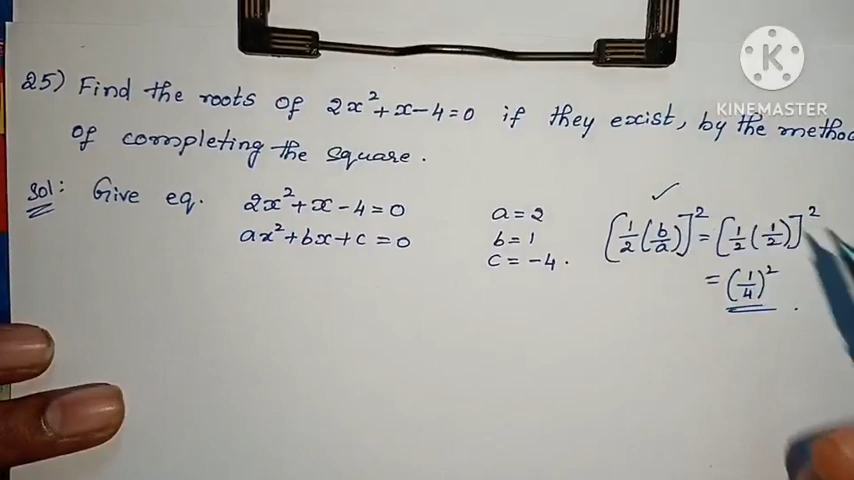 K
KINEMASTER
25) Find the roots of 2x²+x-4=0 if they exist, by the method
of completing the square.
Sol: Give eq. 2x²+x-4=0
ax²+bx+c=0
a=2
b=1
c=-4.
[1/2(b/a)]²=[1/2(1/2)]²
=(1/4)².